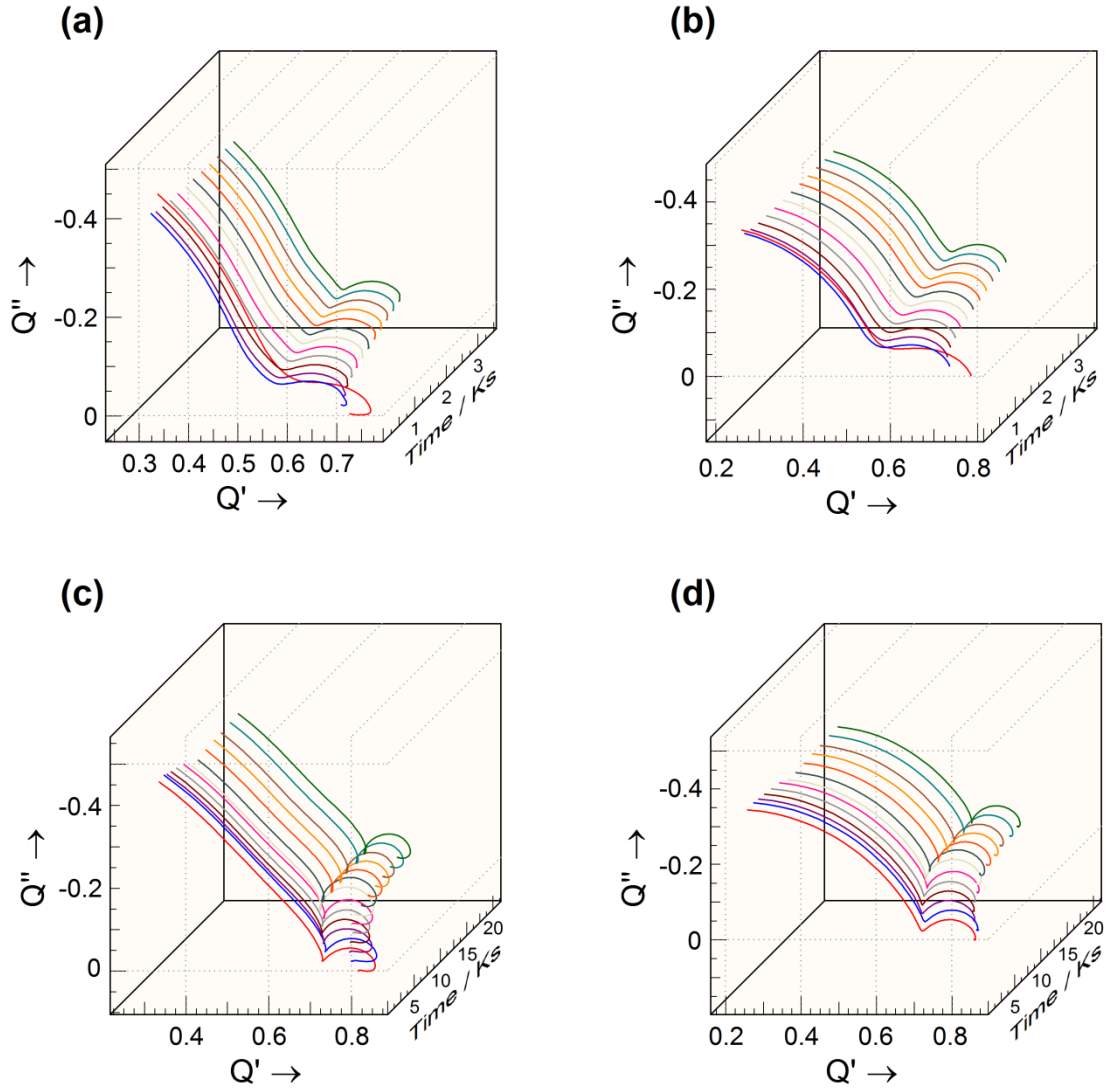 (a)
-0.4
-0.2
0
Q'' →
0.3 0.4 0.5 0.6 0.7
Q' →
1 2 3
Time / Ks
(b)
-0.4
-0.2
0
Q'' →
0.2 0.4 0.6 0.8
Q' →
1 2 3
Time / Ks
(c)
-0.4
-0.2
0
Q'' →
0.4 0.6 0.8
Q' →
5 10 15 20
Time / Ks
(d)
-0.4
-0.2
0
Q'' →
0.2 0.4 0.6 0.8
Q' →
5 10 15 20
Time / Ks